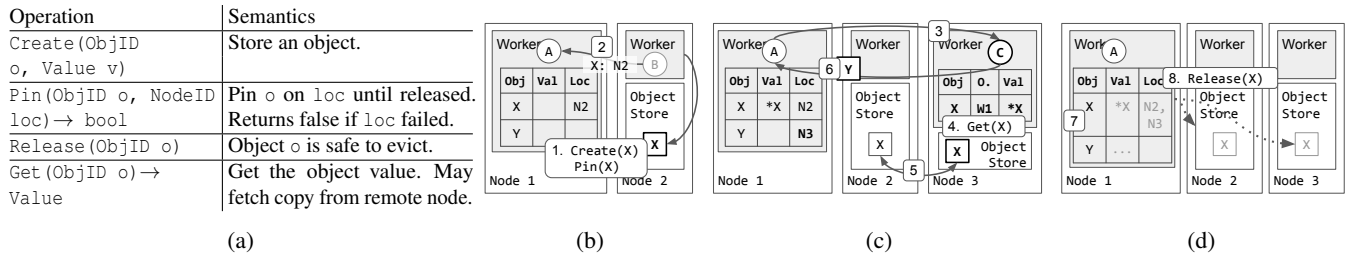 Operation Semantics
Create(ObjID Store an object.
o, Value v)
Pin(ObjID o, NodeID Pin o on loc until released.
loc)→ bool Returns false if loc failed.
Release(ObjID o) Object o is safe to evict.
Get(ObjID o)→ Get the object value. May
Value fetch copy from remote node.
(a)
Worker
A
2
X: N2
Obj Val Loc
X N2
Y
Node 1
Worker
B
Object
Store
X
1. Create(X)
Pin(X)
Node 2
(b)
Worker
A
3
6
Y
Obj Val Loc
X *X N2
Y N3
Node 1
Worker
Object
Store
X
5
Node 2
Worker
C
Obj O. Val
X W1 *X
4. Get(X)
X
Object
Store
Node 3
(c)
Worker
A
Obj Val Loc
X *X N2,
N3
7
Y ...
Node 1
8. Release(X)
Worker
Object
Store
X
Node 2
Worker
Object
Store
X
Node 3
(d)